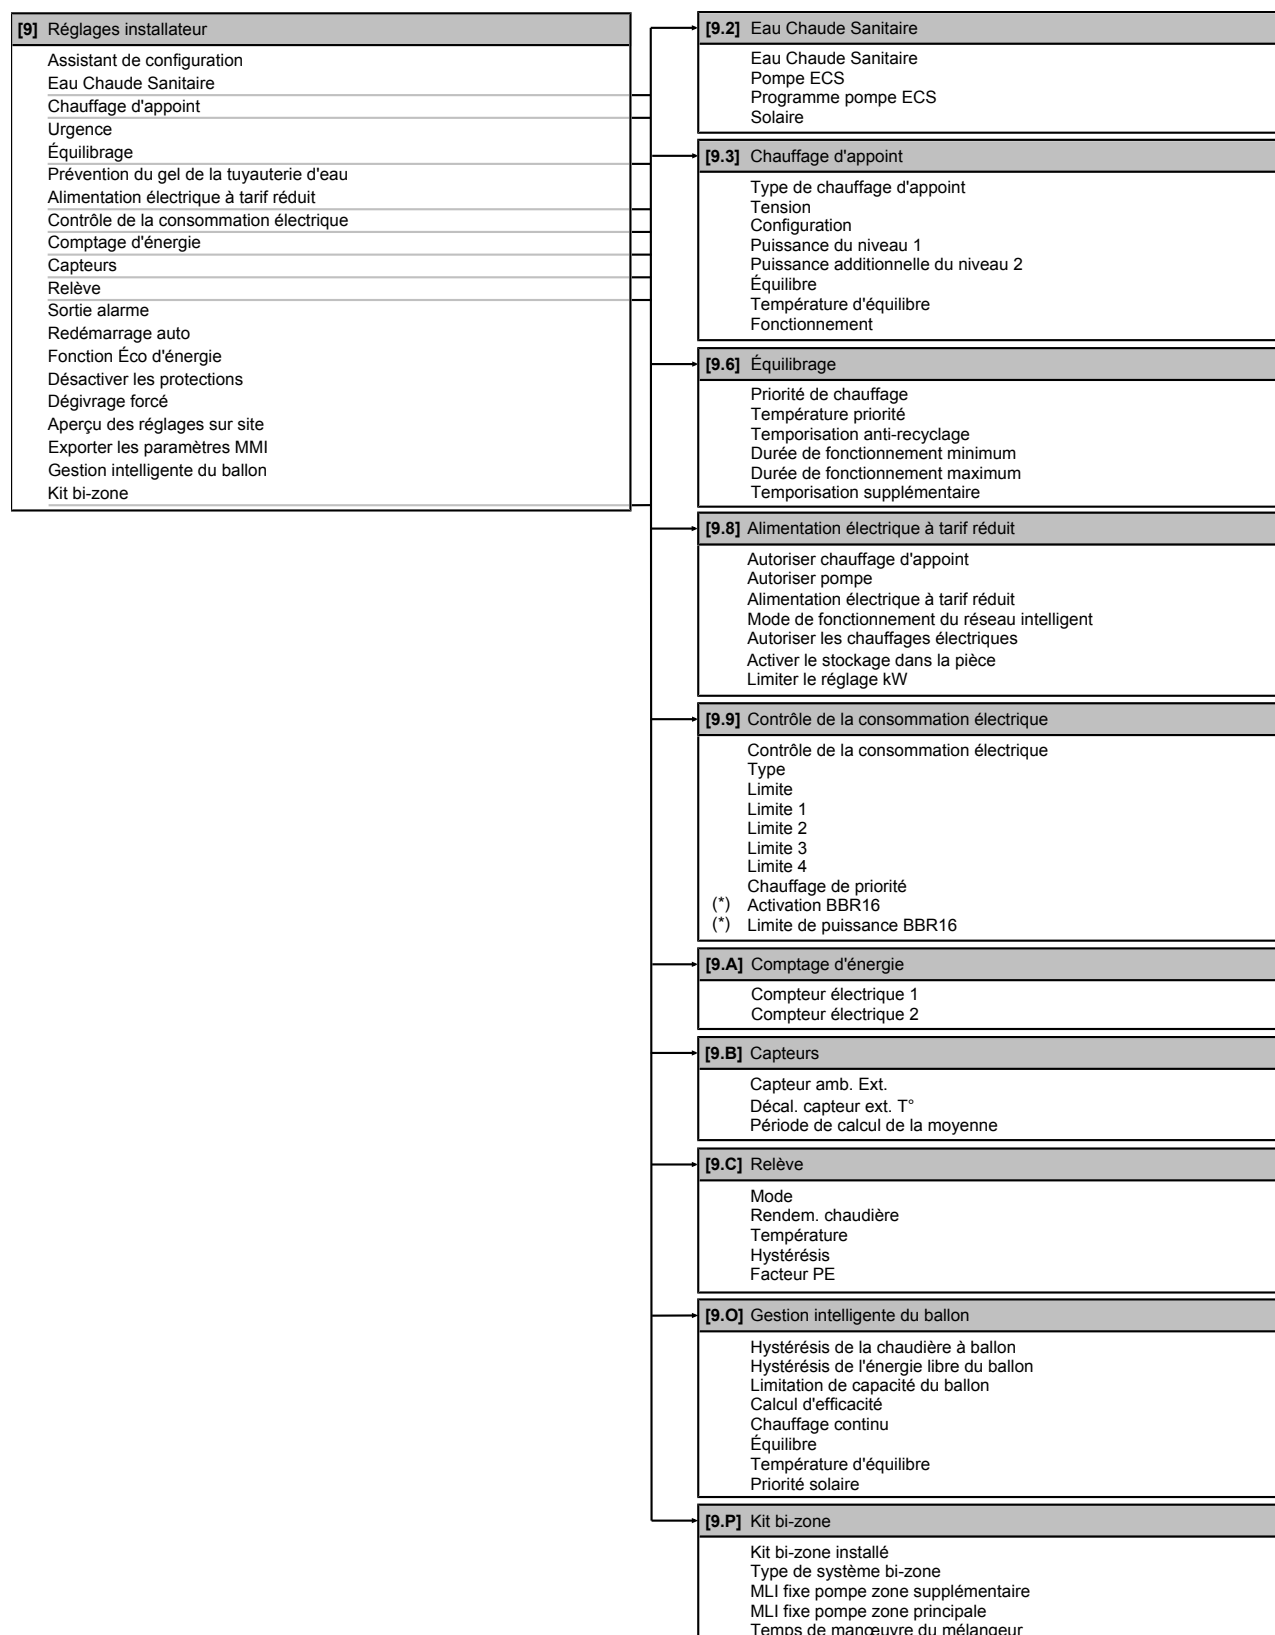 [9] Réglages installateur
Assistant de configuration
Eau Chaude Sanitaire
Chauffage d'appoint
Urgence
Équilibrage
Prévention du gel de la tuyauterie d'eau
Alimentation électrique à tarif réduit
Contrôle de la consommation électrique
Comptage d'énergie
Capteurs
Relève
Sortie alarme
Redémarrage auto
Fonction Éco d'énergie
Désactiver les protections
Dégivrage forcé
Aperçu des réglages sur site
Exporter les paramètres MMI
Gestion intelligente du ballon
Kit bi-zone
[9.2] Eau Chaude Sanitaire
Eau Chaude Sanitaire
Pompe ECS
Programme pompe ECS
Solaire
[9.3] Chauffage d'appoint
Type de chauffage d'appoint
Tension
Configuration
Puissance du niveau 1
Puissance additionnelle du niveau 2
Équilibre
Température d'équilibre
Fonctionnement
[9.6] Équilibrage
Priorité de chauffage
Température priorité
Temporisation anti-recyclage
Durée de fonctionnement minimum
Durée de fonctionnement maximum
Temporisation supplémentaire
[9.8] Alimentation électrique à tarif réduit
Autoriser chauffage d'appoint
Autoriser pompe
Alimentation électrique à tarif réduit
Mode de fonctionnement du réseau intelligent
Autoriser les chauffages électriques
Activer le stockage dans la pièce
Limiter le réglage kW
[9.9] Contrôle de la consommation électrique
Contrôle de la consommation électrique
Type
Limite
Limite 1
Limite 2
Limite 3
Limite 4
Chauffage de priorité
(*) Activation BBR16
(*) Limite de puissance BBR16
[9.A] Comptage d'énergie
Compteur électrique 1
Compteur électrique 2
[9.B] Capteurs
Capteur amb. Ext.
Décal. capteur ext. T°
Période de calcul de la moyenne
[9.C] Relève
Mode
Rendem. chaudière
Température
Hystérésis
Facteur PE
[9.O] Gestion intelligente du ballon
Hystérésis de la chaudière à ballon
Hystérésis de l'énergie libre du ballon
Limitation de capacité du ballon
Calcul d'efficacité
Chauffage continu
Équilibre
Température d'équilibre
Priorité solaire
[9.P] Kit bi-zone
Kit bi-zone installé
Type de système bi-zone
MLI fixe pompe zone supplémentaire
MLI fixe pompe zone principale
Temps de manœuvre du mélangeur